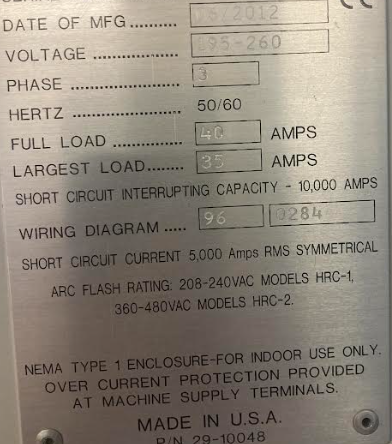 DATE OF MFG ................ 06/2012
VOLTAGE ..................... 195-260
PHASE ........................ 3
HERTZ ........................ 50/60
FULL LOAD .............. 40 AMPS
LARGEST LOAD........ 35 AMPS
SHORT CIRCUIT INTERRUPTING CAPACITY - 10,000 AMPS
WIRING DIAGRAM ..... 96 0284
SHORT CIRCUIT CURRENT 5,000 Amps RMS SYMMETRICAL
ARC FLASH RATING: 208-240VAC MODELS HRC-1,
360-480VAC MODELS HRC-2.
NEMA TYPE 1 ENCLOSURE-FOR INDOOR USE ONLY.
OVER CURRENT PROTECTION PROVIDED
AT MACHINE SUPPLY TERMINALS.
MADE IN U.S.A.
P/N 29-10048